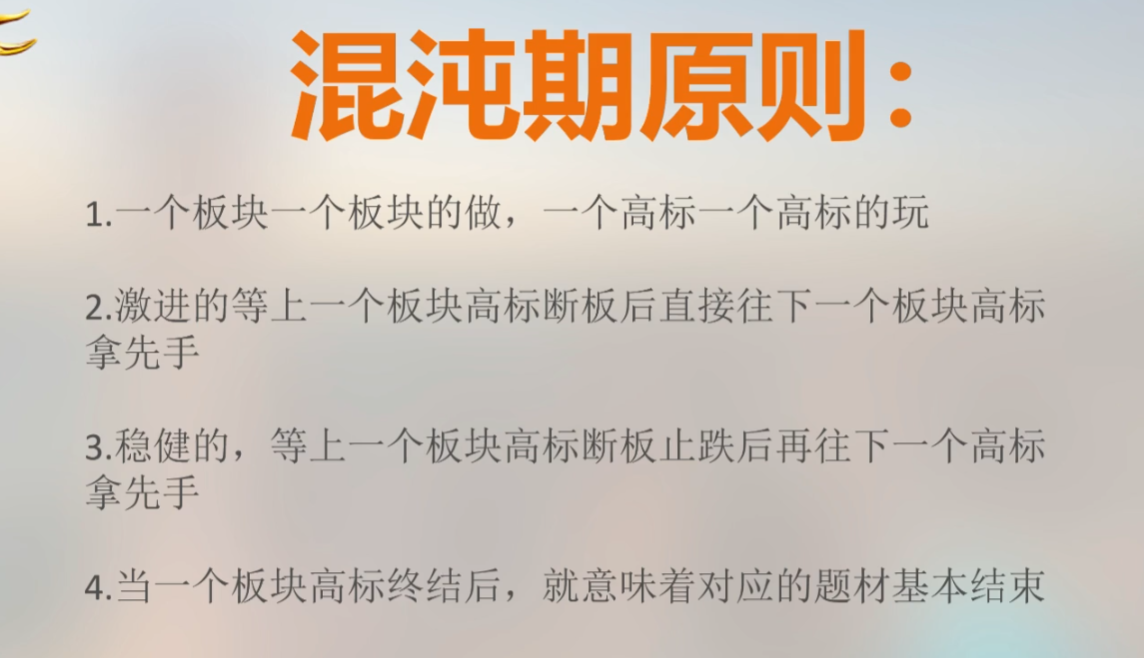 混沌期原则：
1.一个板块一个板块的做，一个高标一个高标的玩
2.激进的等上一个板块高标断板后直接往下一个板块高标
拿先手
3.稳健的，等上一个板块高标断板止跌后再往下一个高标
拿先手
4.当一个板块高标终结后，就意味着对应的题材基本结束